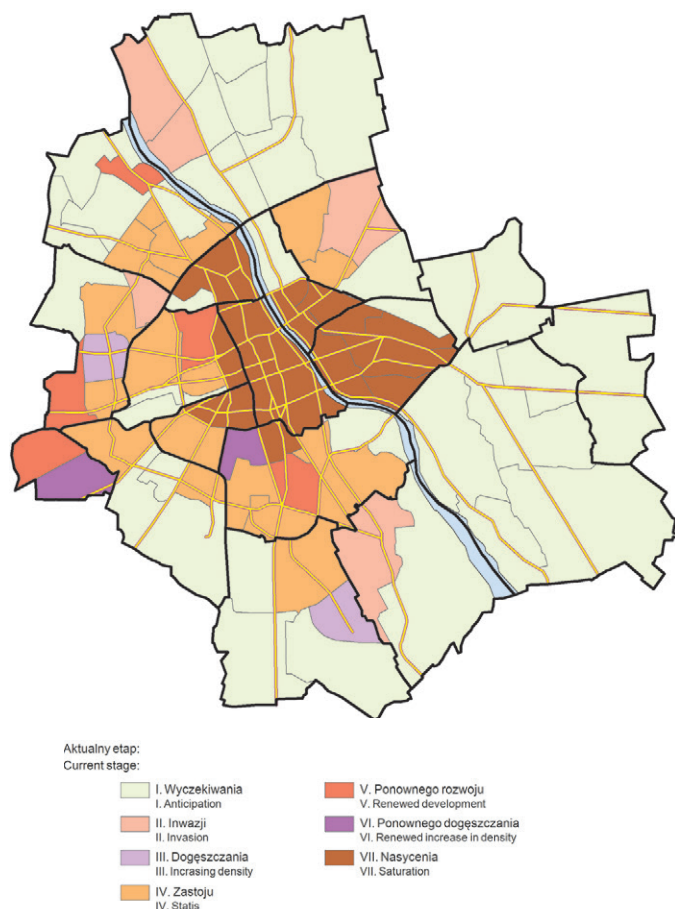 Aktualny etap:
Current stage:
I. Wyczekiwania
I. Anticipation
II. Inwazji
II. Invasion
III. Dogęszczania
III. Incrasing density
IV. Zastoju
IV. Statis
V. Ponownego rozwoju
V. Renewed development
VI. Ponownego dogęszczania
VI. Renewed increase in density
VII. Nasycenia
VII. Saturation